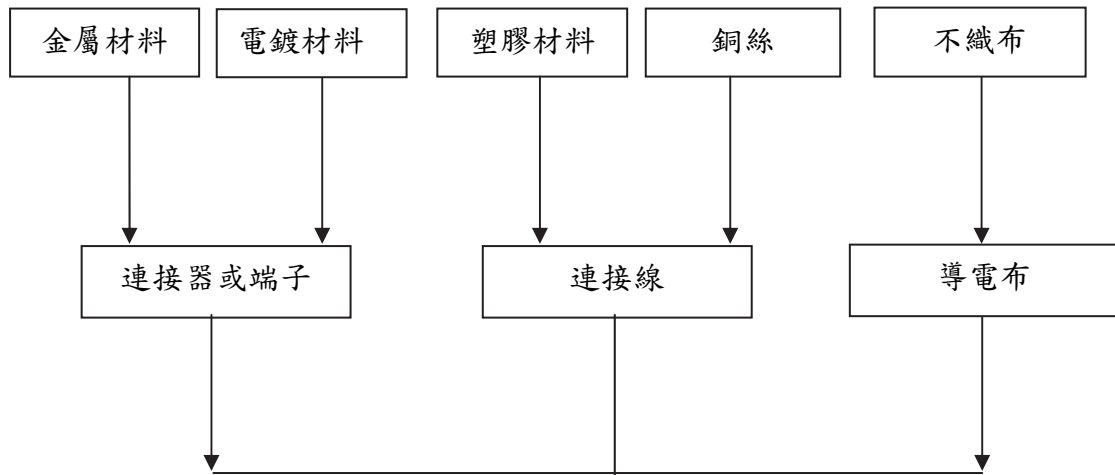 金屬材料
電鍍材料
塑膠材料
銅絲
不織布
連接器或端子
連接線
導電布